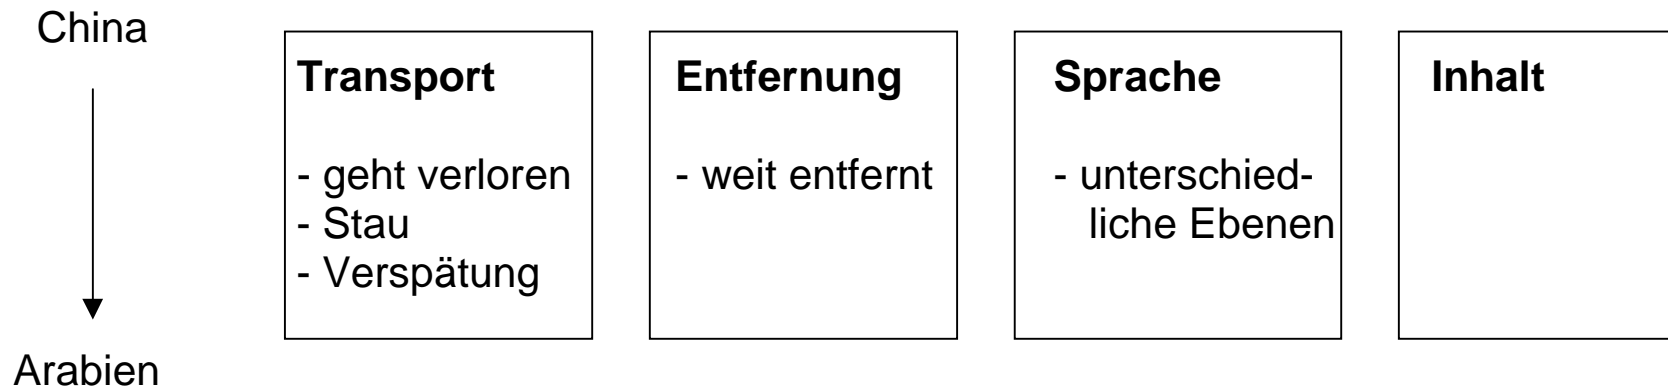 China
Transport
- geht verloren
- Stau
- Verspätung
Entfernung
- weit entfernt
Sprache
- unterschied-
liche Ebenen
Inhalt
Arabien